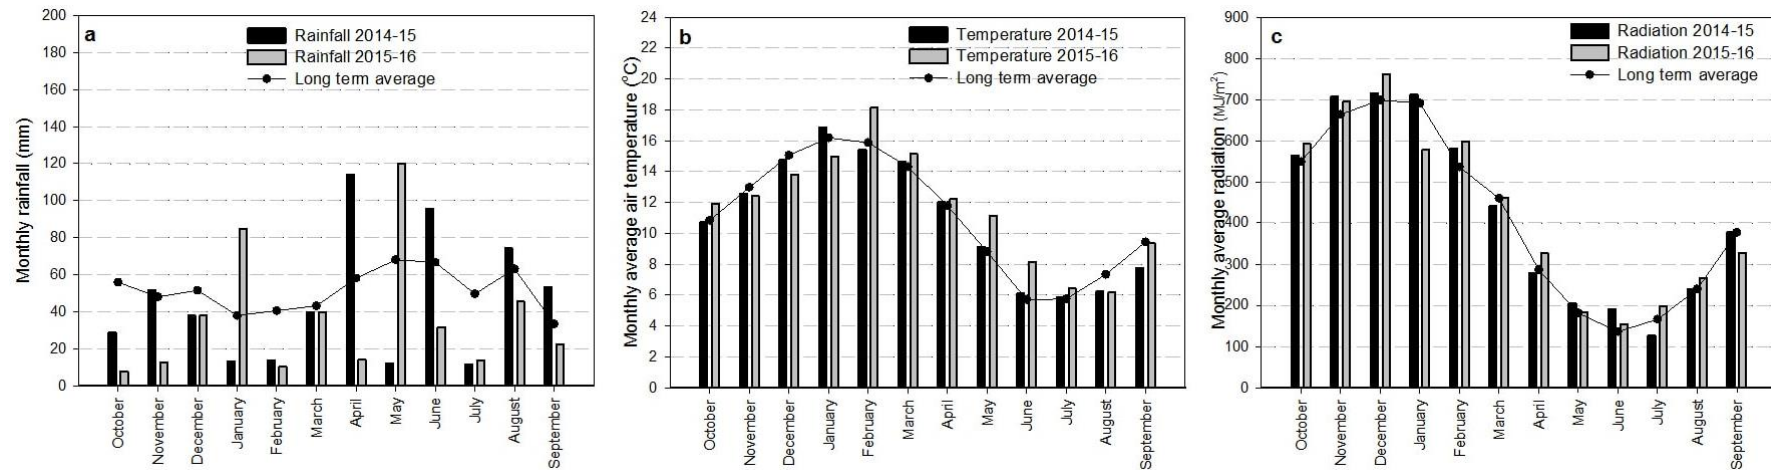 a
Rainfall 2014-15
Rainfall 2015-16
Long term average
Monthly rainfall (mm)
200
180
160
140
120
100
80
60
40
20
0
October
November
December
January
February
March
April
May
June
July
August
September
b
Temperature 2014-15
Temperature 2015-16
Long term average
Monthly average air temperature (°C)
24
22
20
18
16
14
12
10
8
6
4
2
0
October
November
December
January
February
March
April
May
June
July
August
September
c
Radiation 2014-15
Radiation 2015-16
Long term average
Monthly average radiation (MJ/m²)
900
800
700
600
500
400
300
200
100
0
October
November
December
January
February
March
April
May
June
July
August
September